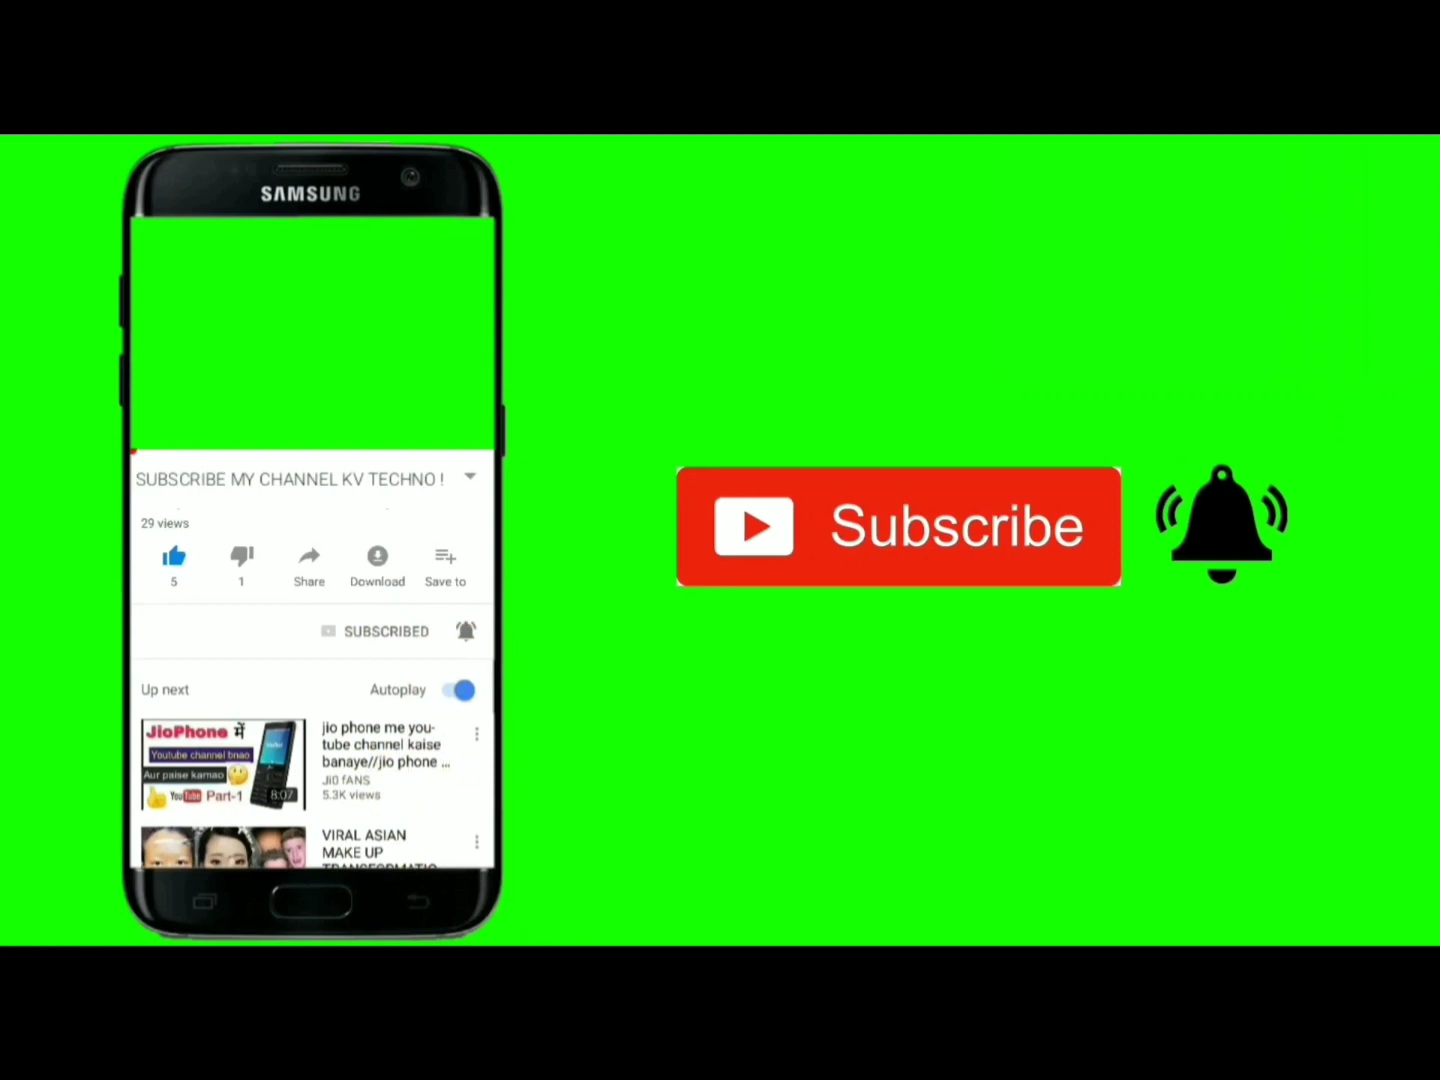 SAMSUNG
SUBSCRIBE MY CHANNEL KV TECHNO !
29 views
5
1
Share
Download
Save to
SUBSCRIBED
Up next
Autoplay
JioPhone में
Youtube channel bnao
Aur paise kamao
YouTube Part-1
8:07
jio phone me you-
tube channel kaise
banaye//jio phone ...
JiO fANS
5.3K views
VIRAL ASIAN
MAKE UP
TRANSFORMATIO
Subscribe